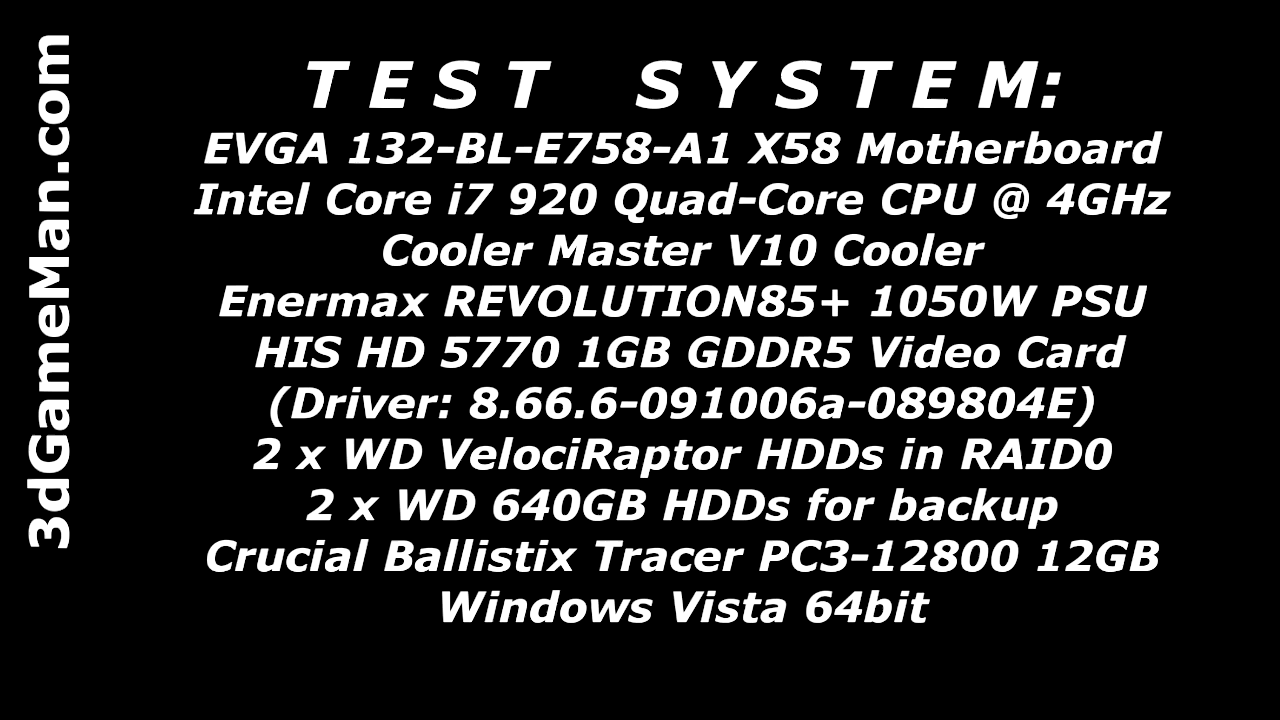 3dGameMan.com
T E S T   S Y S T E M:
EVGA 132-BL-E758-A1 X58 Motherboard
Intel Core i7 920 Quad-Core CPU @ 4GHz
Cooler Master V10 Cooler
Enermax REVOLUTION85+ 1050W PSU
HIS HD 5770 1GB GDDR5 Video Card
(Driver: 8.66.6-091006a-089804E)
2 x WD VelociRaptor HDDs in RAID0
2 x WD 640GB HDDs for backup
Crucial Ballistix Tracer PC3-12800 12GB
Windows Vista 64bit